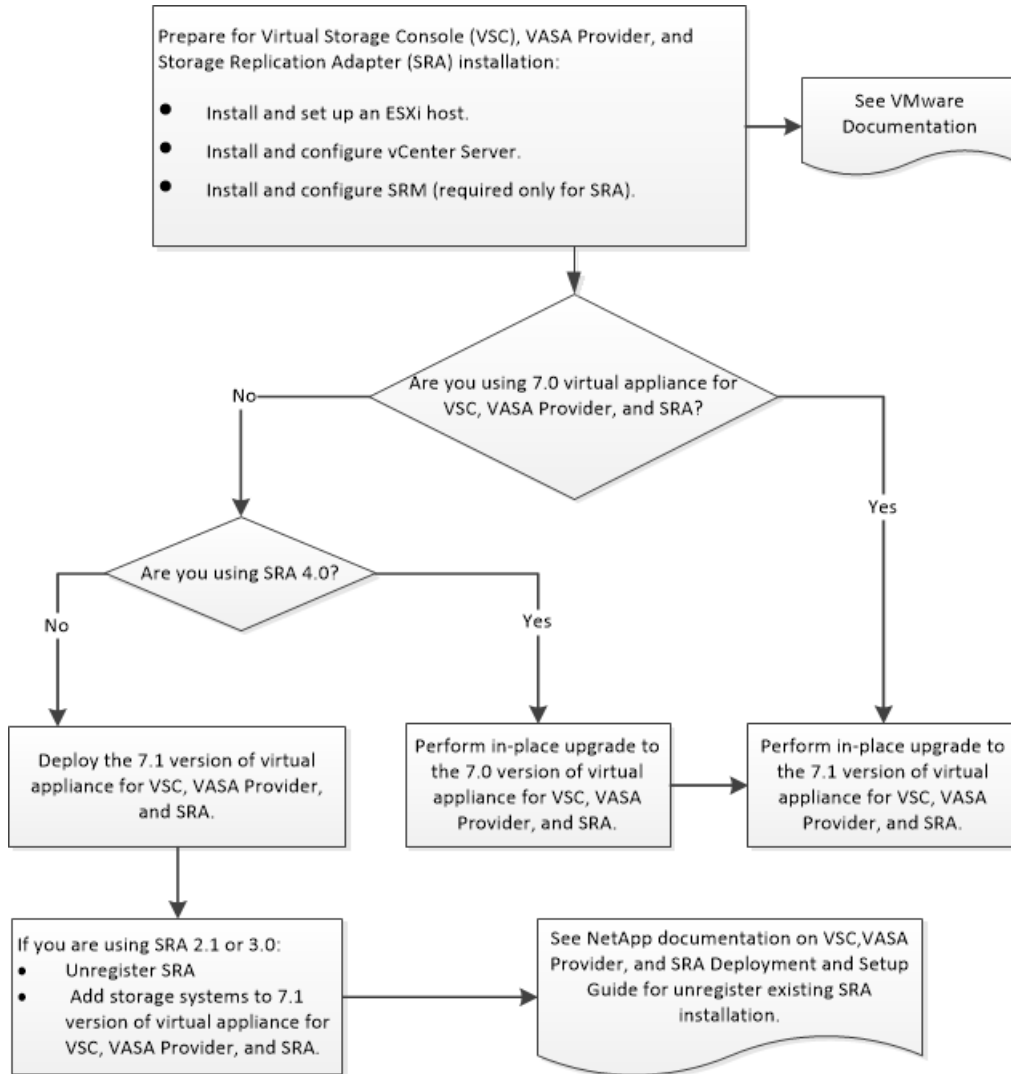 Prepare for Virtual Storage Console (VSC), VASA Provider, and
Storage Replication Adapter (SRA) installation:
● Install and set up an ESXi host.
● Install and configure vCenter Server.
● Install and configure SRM (required only for SRA).
See VMware
Documentation
Are you using 7.0 virtual appliance for
VSC, VASA Provider, and SRA?
No
Yes
Are you using SRA 4.0?
No
Yes
Deploy the 7.1 version of virtual
appliance for VSC, VASA Provider,
and SRA.
Perform in-place upgrade to
the 7.0 version of virtual
appliance for VSC, VASA
Provider, and SRA.
Perform in-place upgrade to
the 7.1 version of virtual
appliance for VSC, VASA
Provider, and SRA.
If you are using SRA 2.1 or 3.0:
● Unregister SRA
● Add storage systems to 7.1
version of virtual appliance for
VSC, VASA Provider, and SRA.
See NetApp documentation on VSC,VASA
Provider, and SRA Deployment and Setup
Guide for unregister existing SRA
installation.